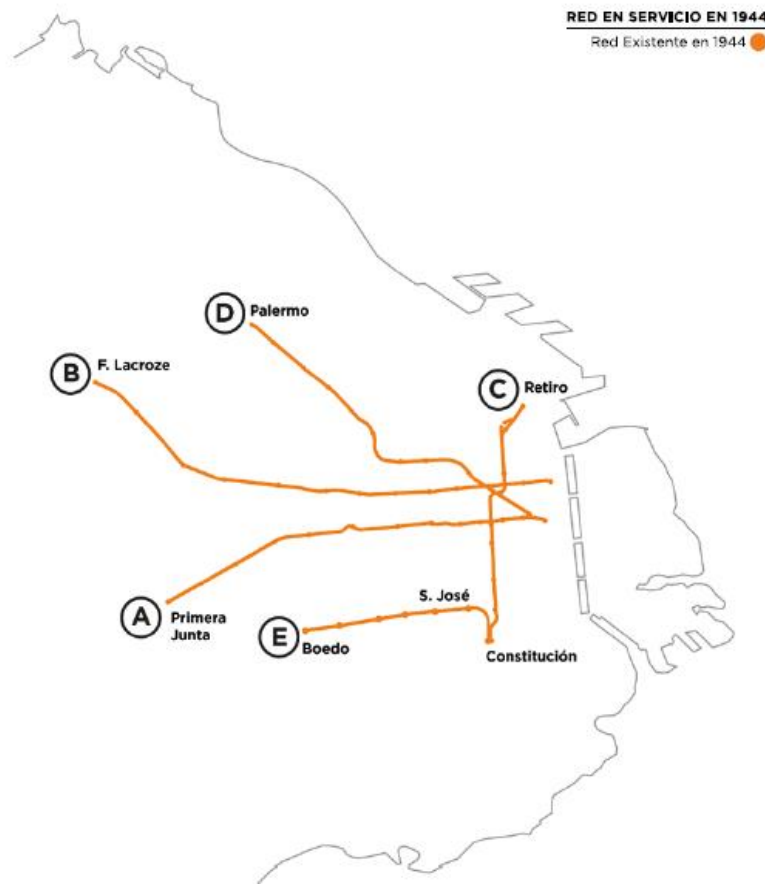 RED EN SERVICIO EN 1944
Red Existente en 1944
D
Palermo
B
F. Lacroze
C
Retiro
A
Primera
Junta
S. José
E
Boedo
Constitución